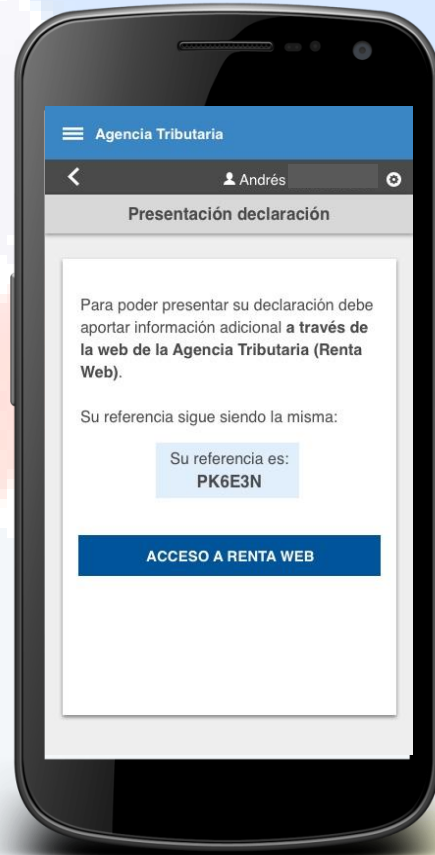 Agencia Tributaria
Andrés
Presentación declaración
Para poder presentar su declaración debe
aportar información adicional a través de
la web de la Agencia Tributaria (Renta
Web).
Su referencia sigue siendo la misma:
Su referencia es:
PK6E3N
ACCESO A RENTA WEB